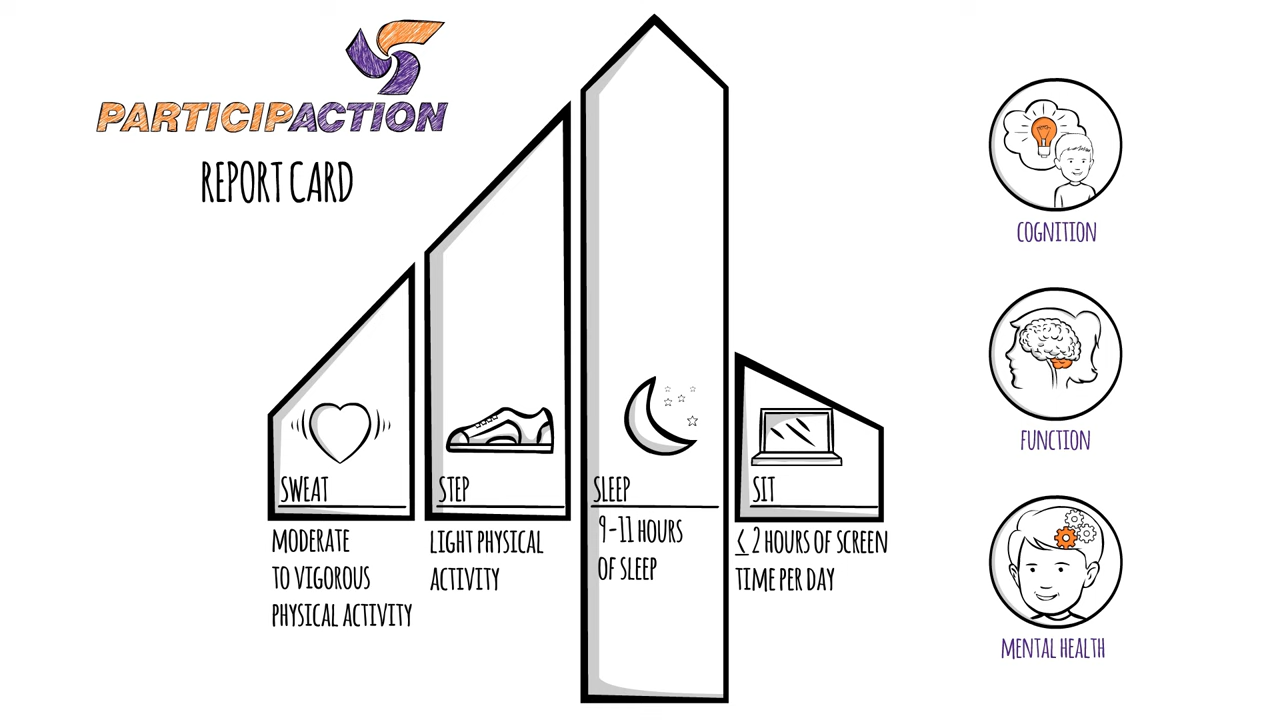 PARTICIPACTION
REPORT CARD
SWEAT
MODERATE
TO VIGOROUS
PHYSICAL ACTIVITY
STEP
LIGHT PHYSICAL
ACTIVITY
SLEEP
9-11 HOURS
OF SLEEP
SIT
≤ 2 HOURS OF SCREEN
TIME PER DAY
COGNITION
FUNCTION
MENTAL HEALTH